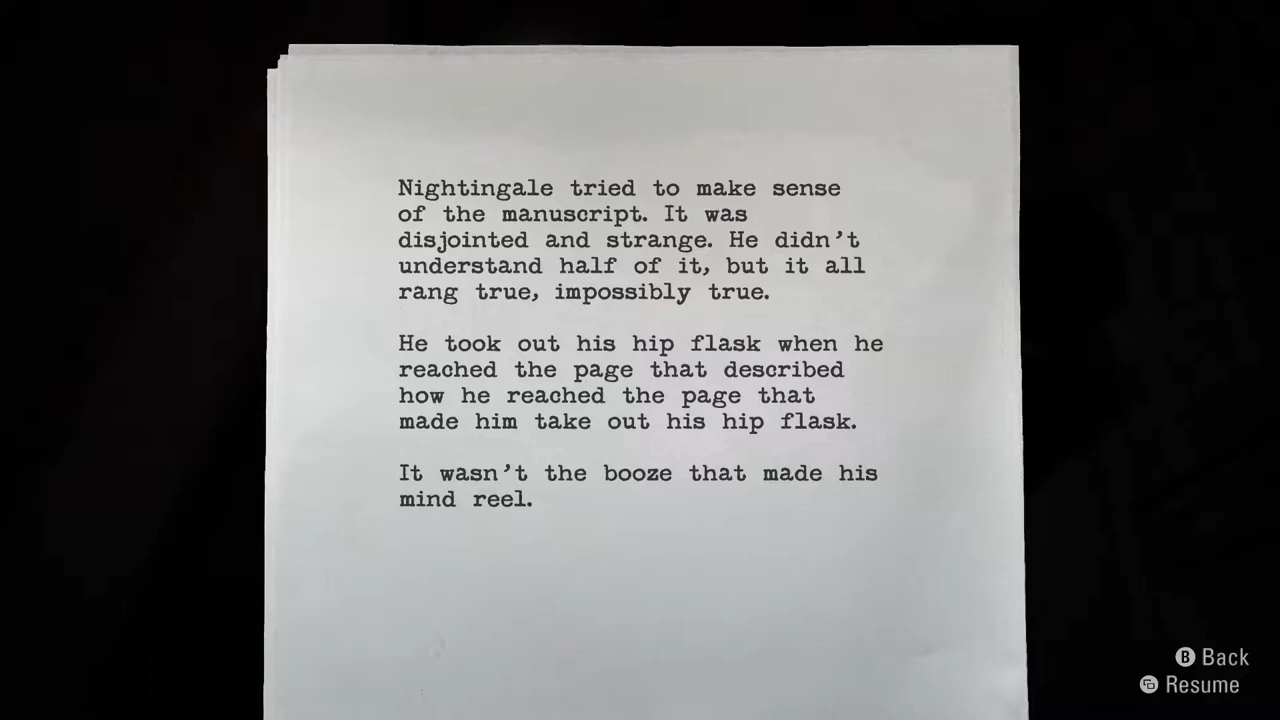 Nightingale tried to make sense
of the manuscript. It was
disjointed and strange. He didn't
understand half of it, but it all
rang true, impossibly true.
He took out his hip flask when he
reached the page that described
how he reached the page that
made him take out his hip flask.
It wasn't the booze that made his
mind reel.
B Back
Resume